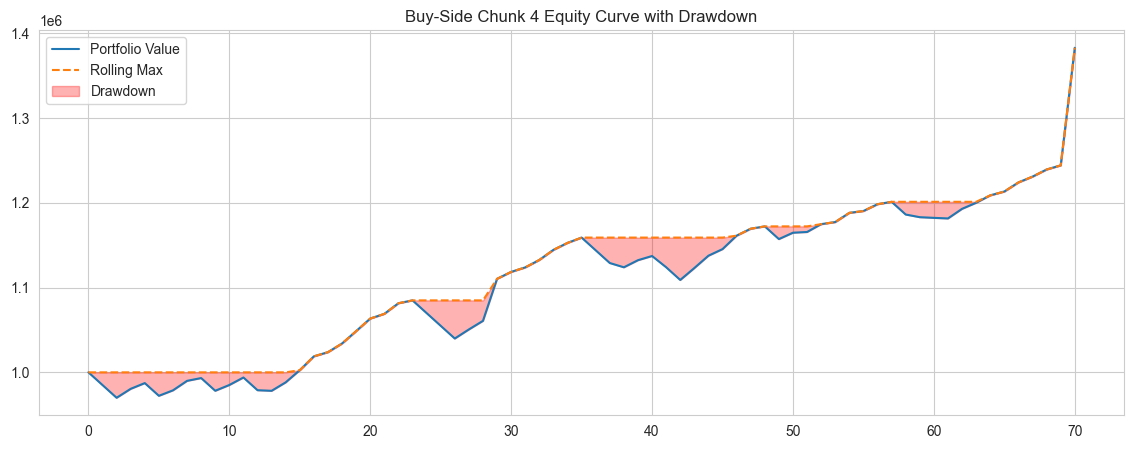 Buy-Side Chunk 4 Equity Curve with Drawdown
1e6
1.4
1.3
1.2
1.1
1.0
Portfolio Value
Rolling Max
Drawdown
0 10 20 30 40 50 60 70